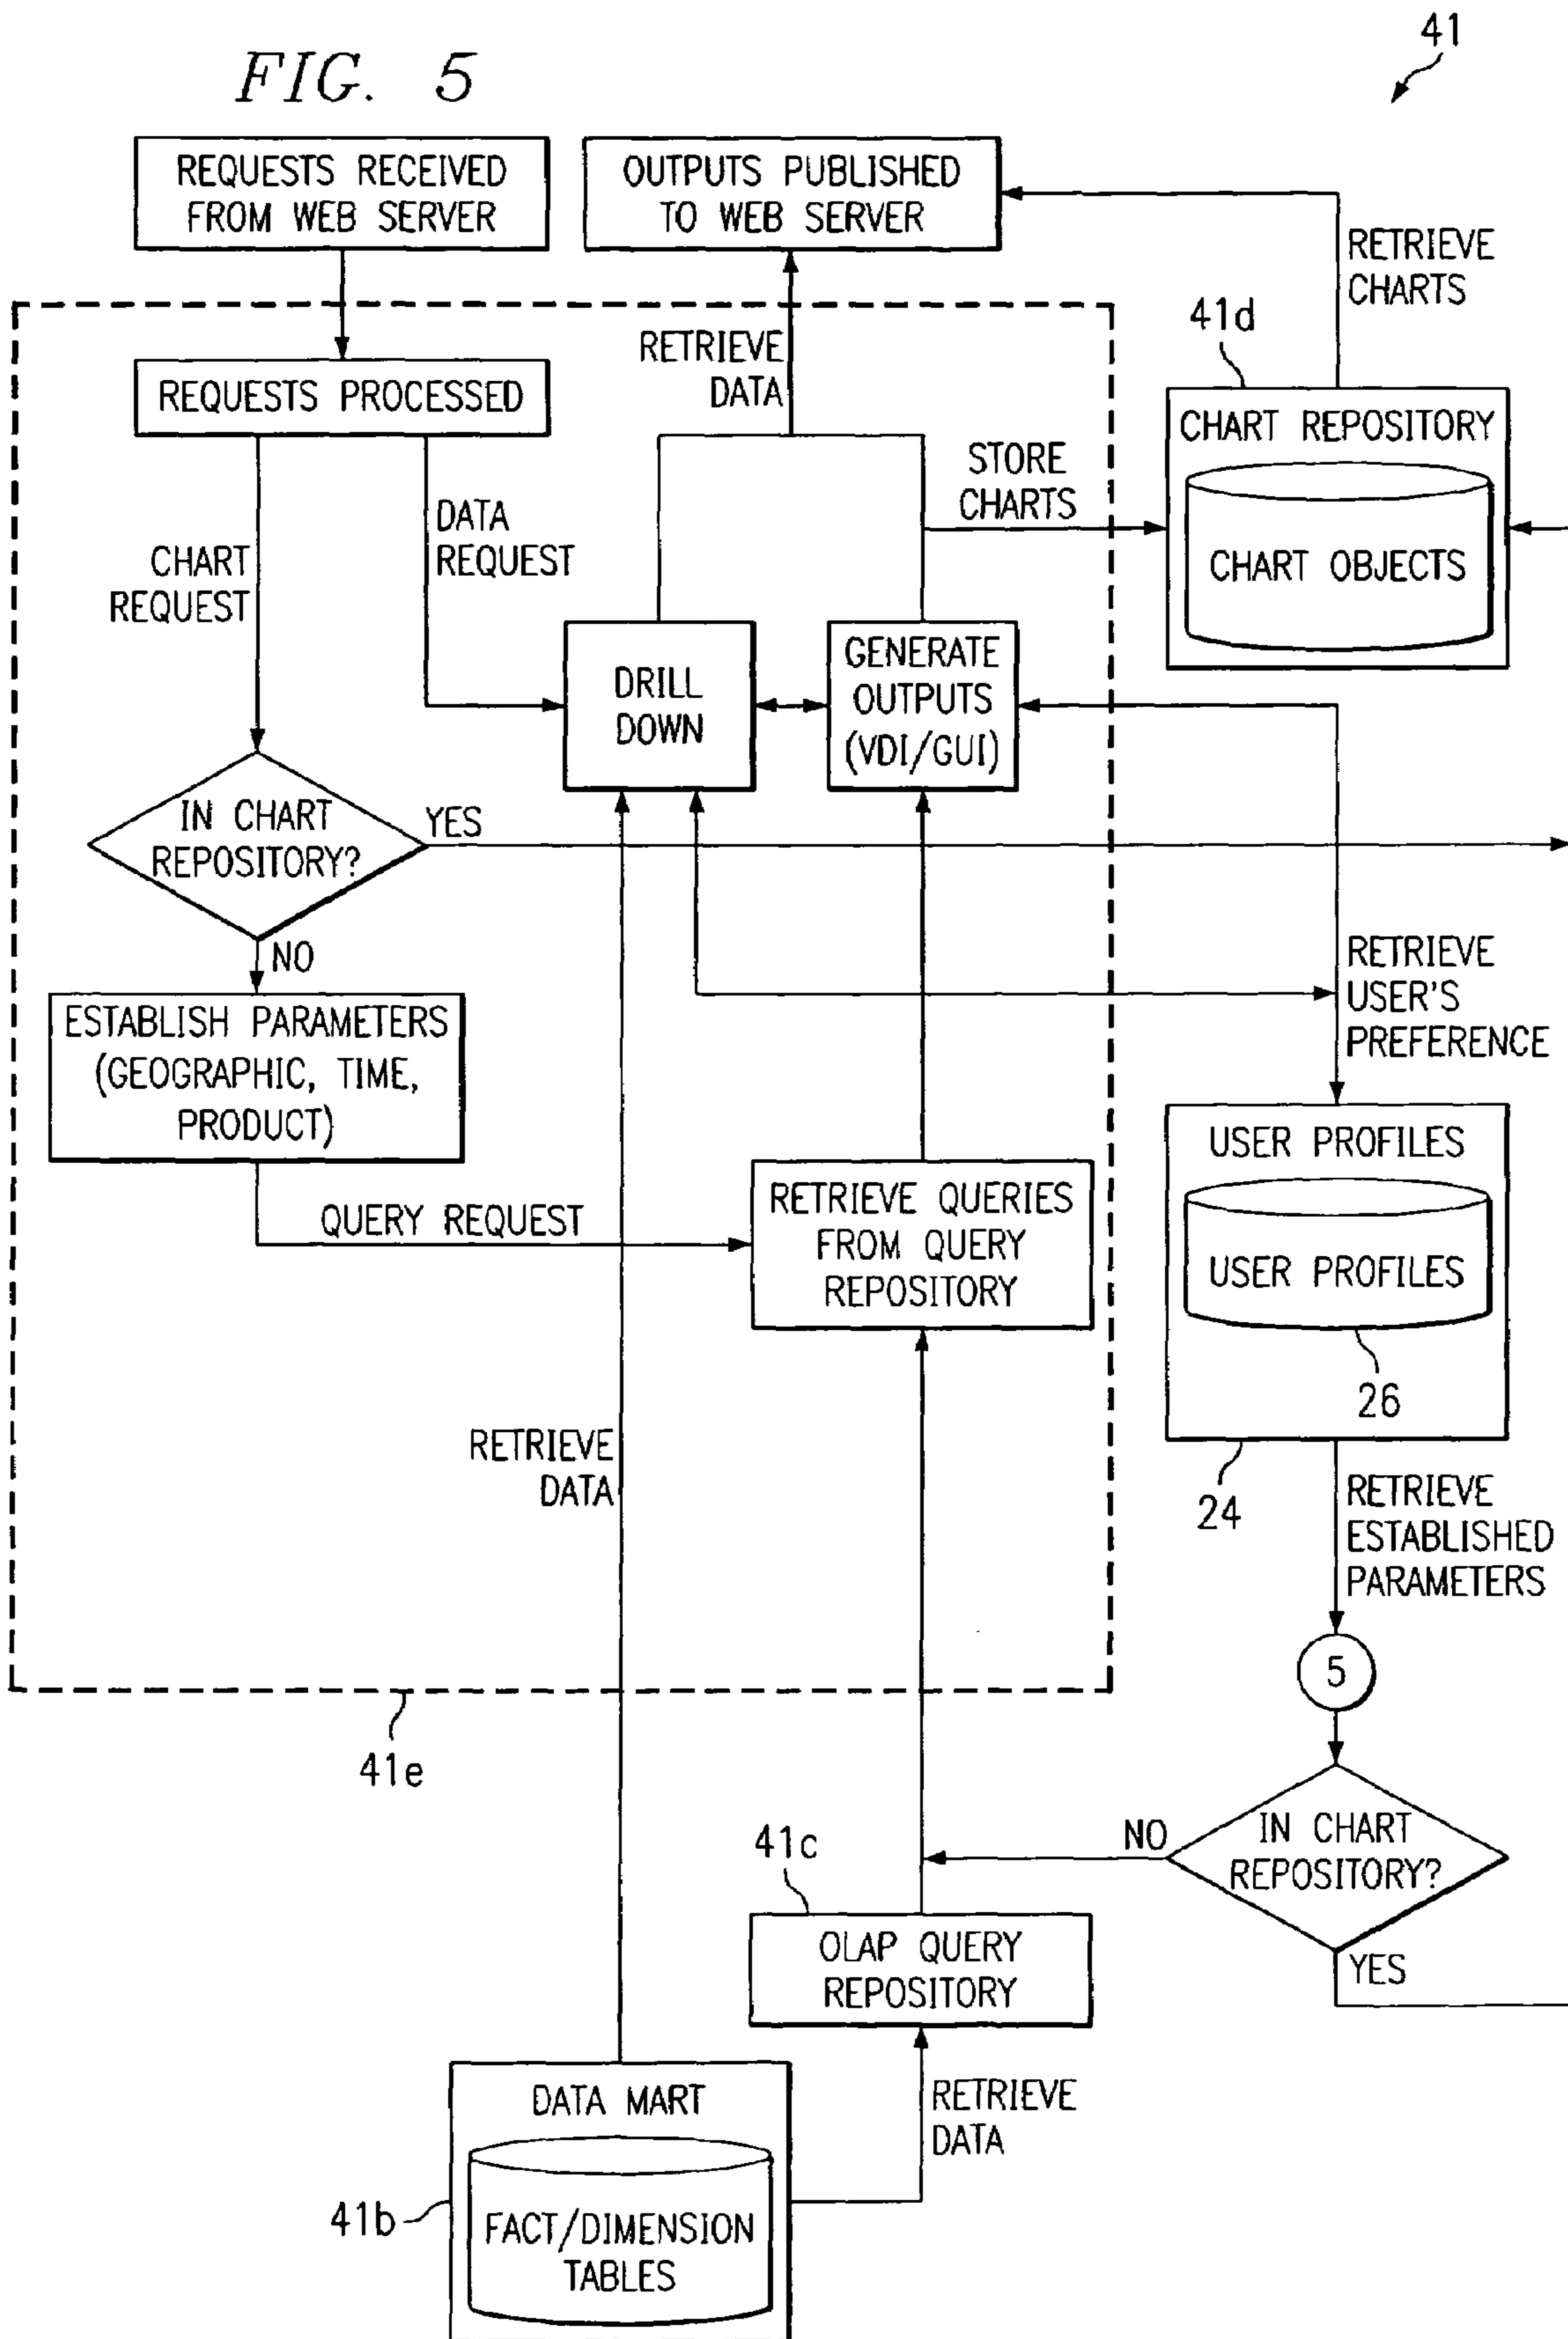 FIG. 5
41
REQUESTS RECEIVED
FROM WEB SERVER
OUTPUTS PUBLISHED
TO WEB SERVER
RETRIEVE
CHARTS
41d
RETRIEVE
DATA
REQUESTS PROCESSED
CHART REPOSITORY
CHART OBJECTS
STORE
CHARTS
DATA
REQUEST
CHART
REQUEST
DRILL
DOWN
GENERATE
OUTPUTS
(VDI/GUI)
IN CHART
REPOSITORY?
YES
NO
RETRIEVE
USER'S
PREFERENCE
ESTABLISH PARAMETERS
(GEOGRAPHIC, TIME,
PRODUCT)
QUERY REQUEST
RETRIEVE QUERIES
FROM QUERY
REPOSITORY
USER PROFILES
USER PROFILES
26
24
RETRIEVE
DATA
RETRIEVE
ESTABLISHED
PARAMETERS
5
41e
IN CHART
REPOSITORY?
NO
YES
41c
OLAP QUERY
REPOSITORY
RETRIEVE
DATA
DATA MART
41b
FACT/DIMENSION
TABLES